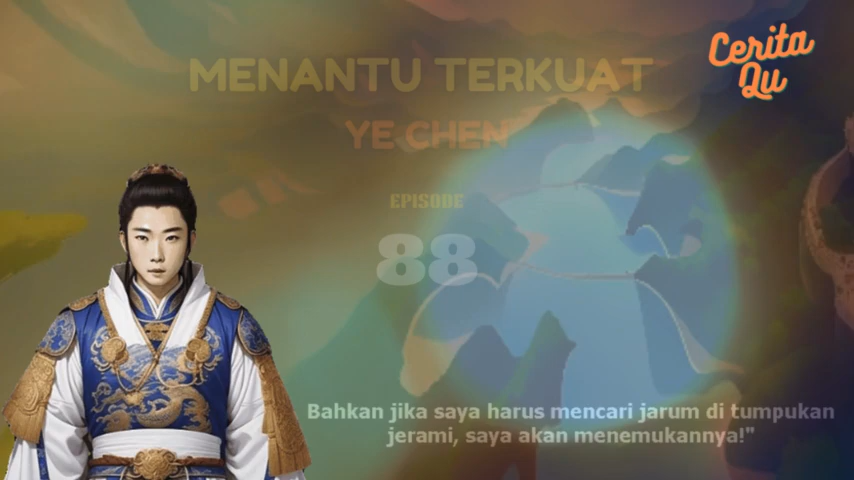 Cerita
Qu
MENANTU TERKUAT
YE CHEN
EPISODE
88
Bahkan jika saya harus mencari jarum di tumpukan
jerami, saya akan menemukannya!"